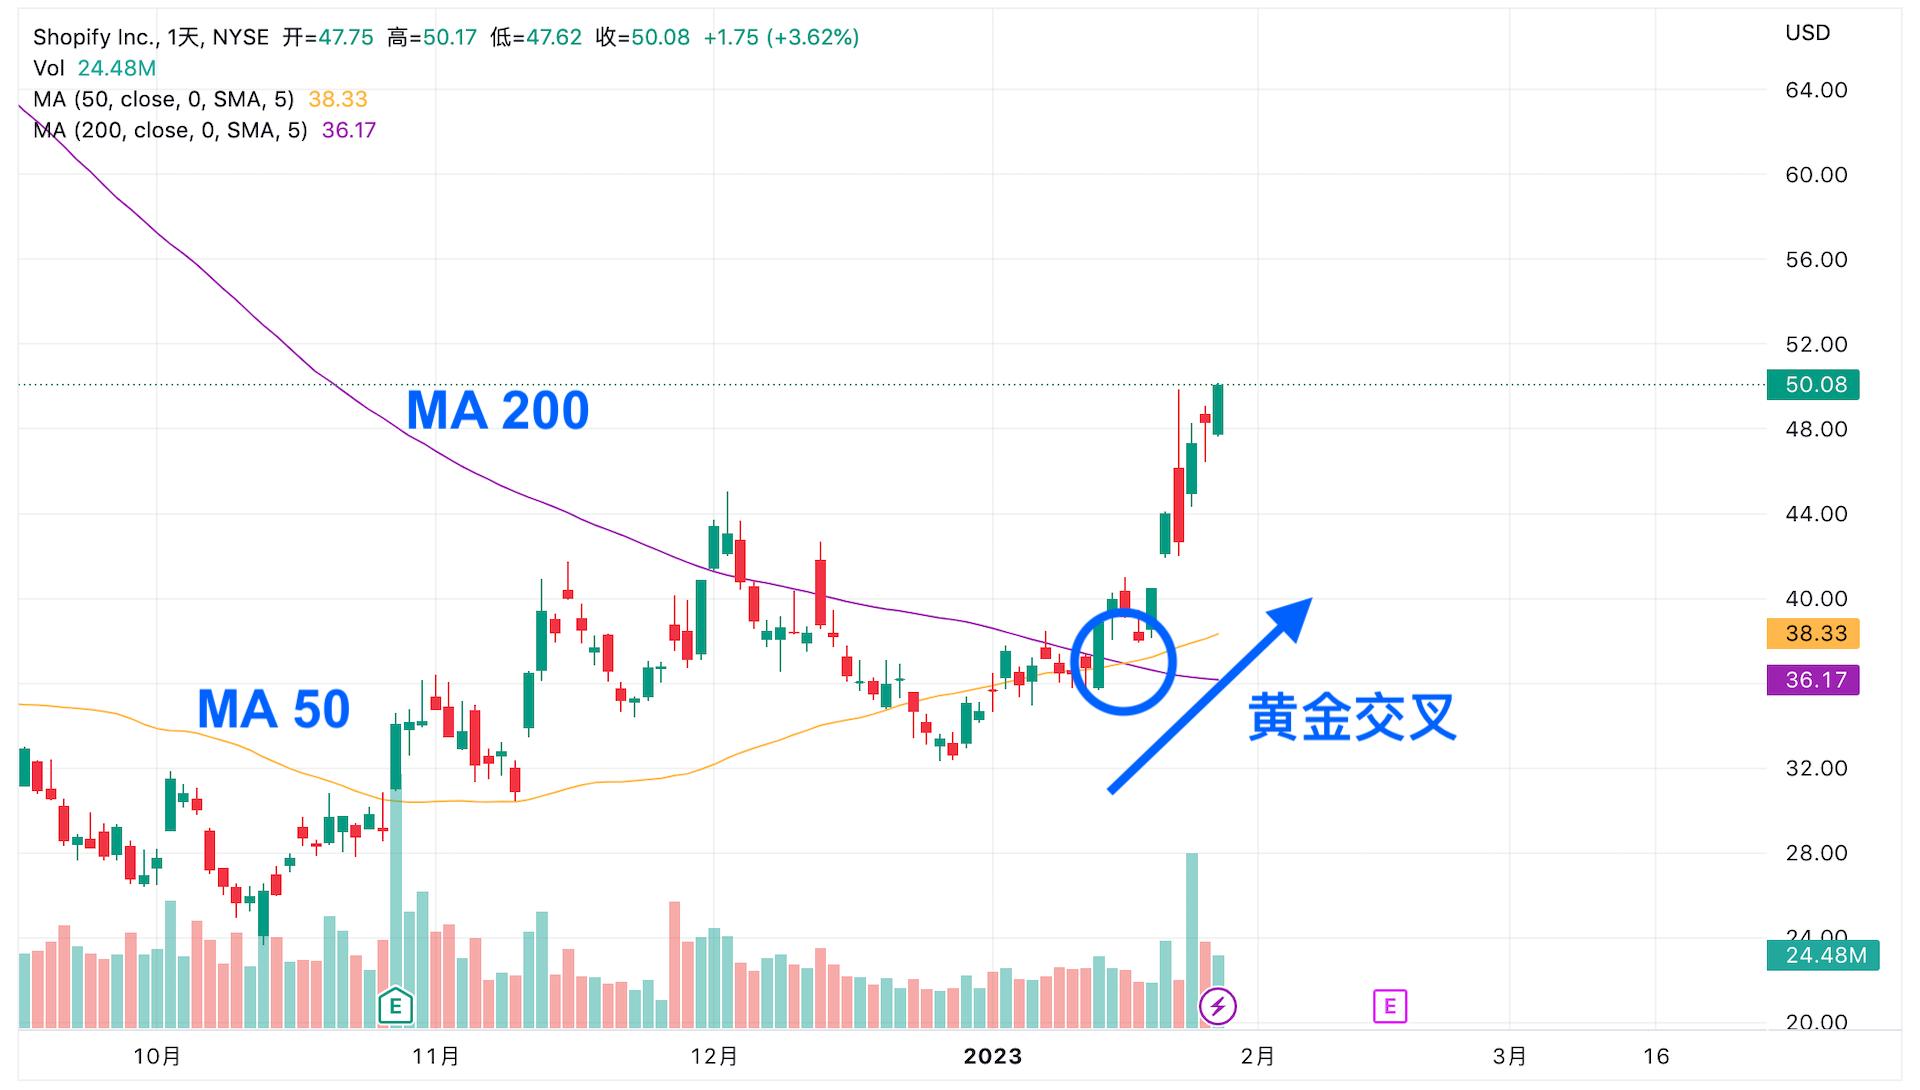 Shopify Inc., 1天, NYSE 开=47.75 高=50.17 低=47.62 收=50.08 +1.75 (+3.62%)
USD
Vol 24.48M
64.00
MA (50, close, 0, SMA, 5) 38.33
MA (200, close, 0, SMA, 5) 36.17
60.00
56.00
52.00
50.08
MA 200
48.00
44.00
40.00
38.33
36.17
MA 50
黄金交叉
32.00
28.00
24.00
24.48M
E
E
20.00
10月 11月 12月 2023 2月 3月 16